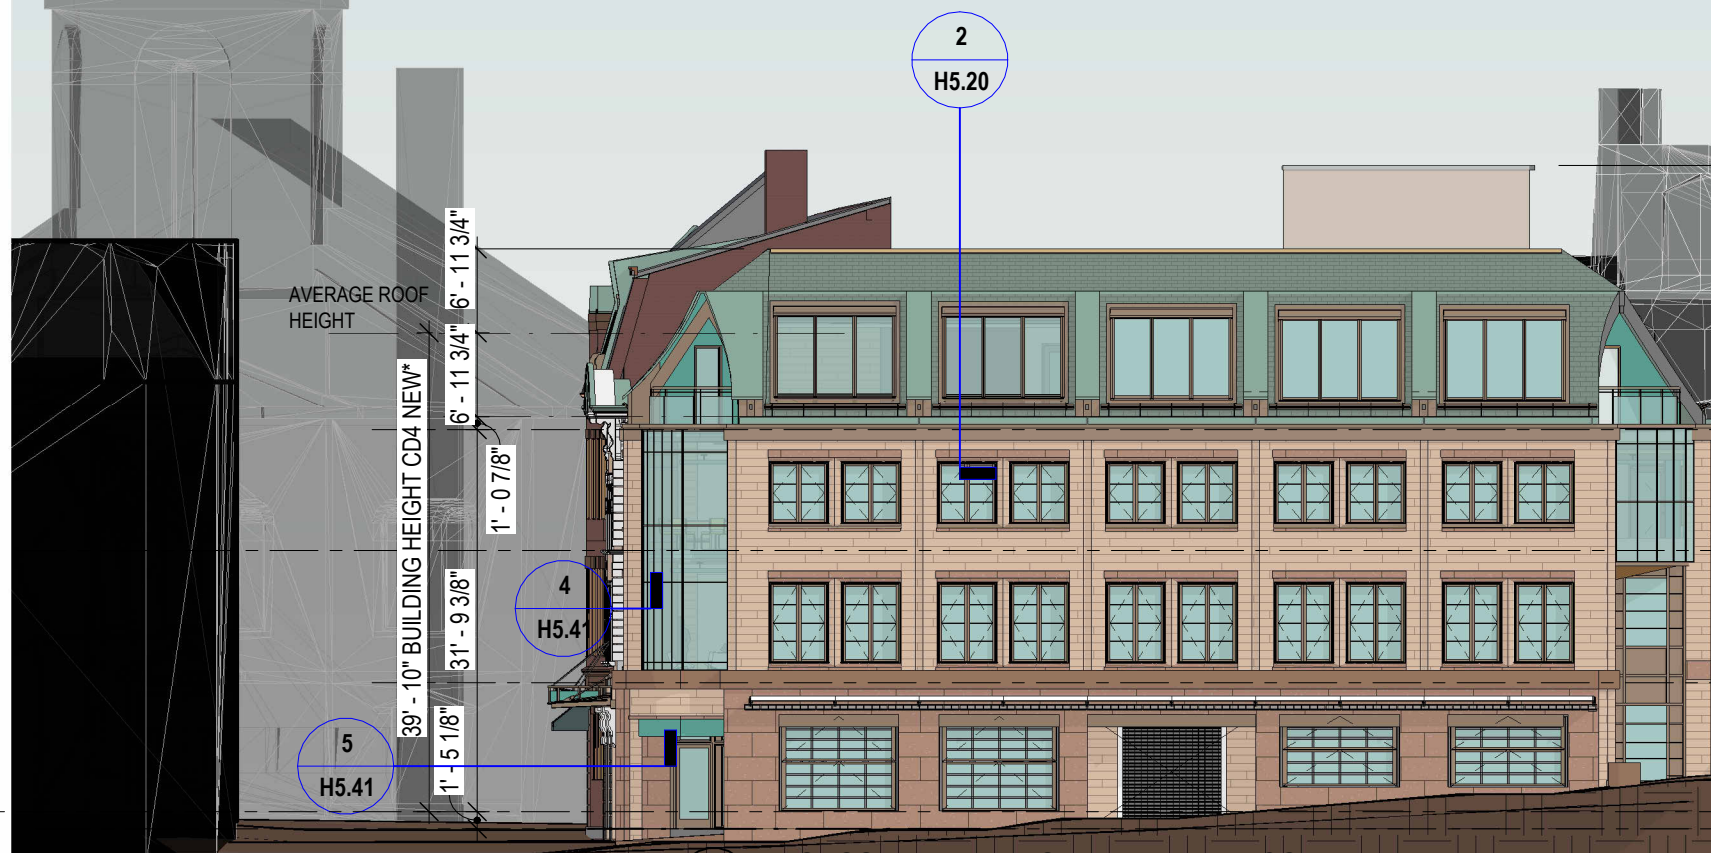 2
H5.20
6' - 11 3/4"
AVERAGE ROOF
HEIGHT
6' - 11 3/4"
39' - 10" BUILDING HEIGHT CD4 NEW*
1' - 0 7/8"
31' - 9 3/8"
4
H5.41
1' - 5 1/8"
5
H5.41